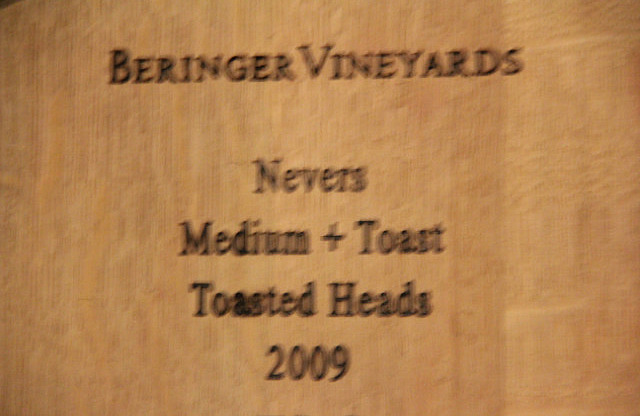 BERINGER VINEYARDS
Nevers
Medium + Toast
Toasted Heads
2009